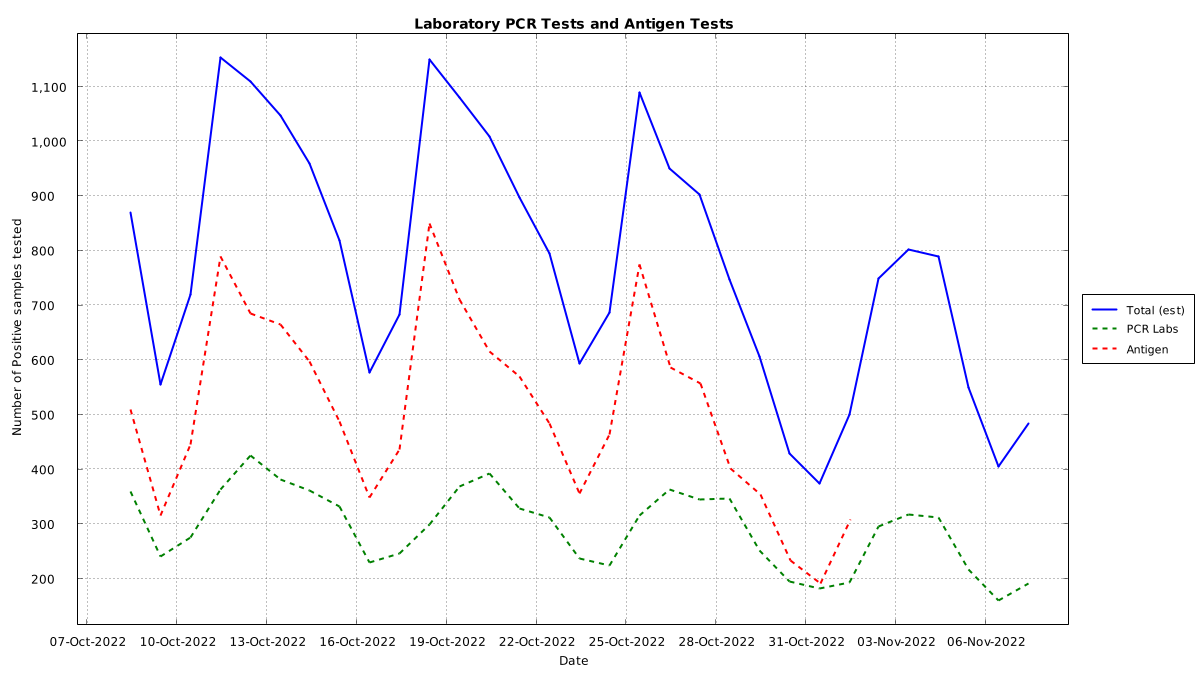 Laboratory PCR Tests and Antigen Tests
Number of Positive samples tested
1,100
1,000
900
800
700
600
500
400
300
200
07-Oct-2022 10-Oct-2022 13-Oct-2022 16-Oct-2022 19-Oct-2022 22-Oct-2022 25-Oct-2022 28-Oct-2022 31-Oct-2022 03-Nov-2022 06-Nov-2022
Date
Total (est)
PCR Labs
Antigen